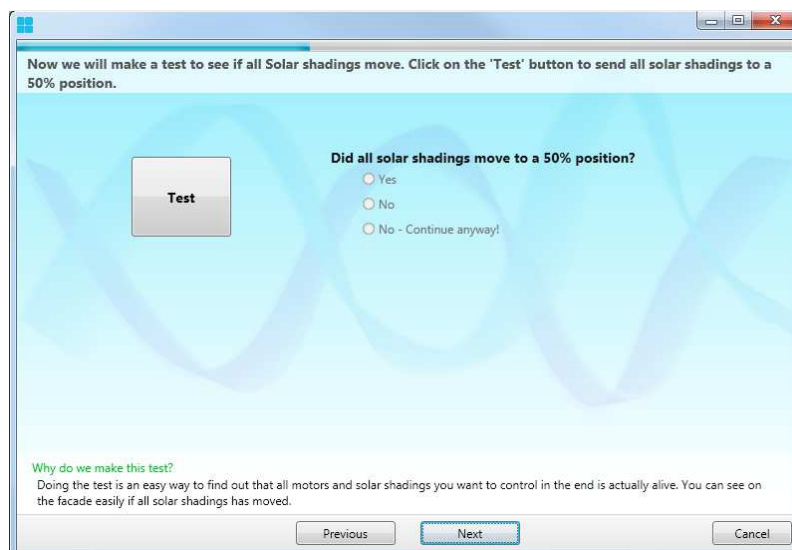 Now we will make a test to see if all Solar shadings move. Click on the 'Test' button to send all solar shadings to a
50% position.
Test
Did all solar shadings move to a 50% position?
Yes
No
No - Continue anyway!
Why do we make this test?
Doing the test is an easy way to find out that all motors and solar shadings you want to control in the end is actually alive. You can see on
the facade easily if all solar shadings has moved.
Previous
Next
Cancel